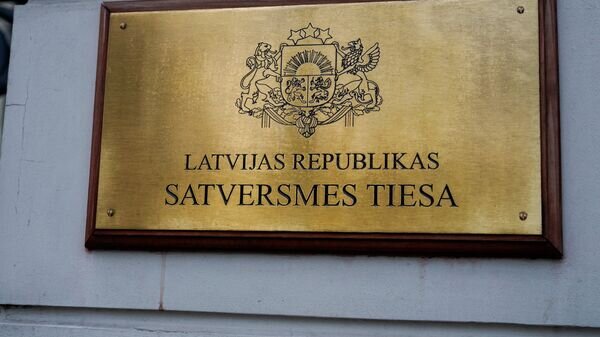 LATVIJAS REPUBLIKAS
SATVERSMES TIESA